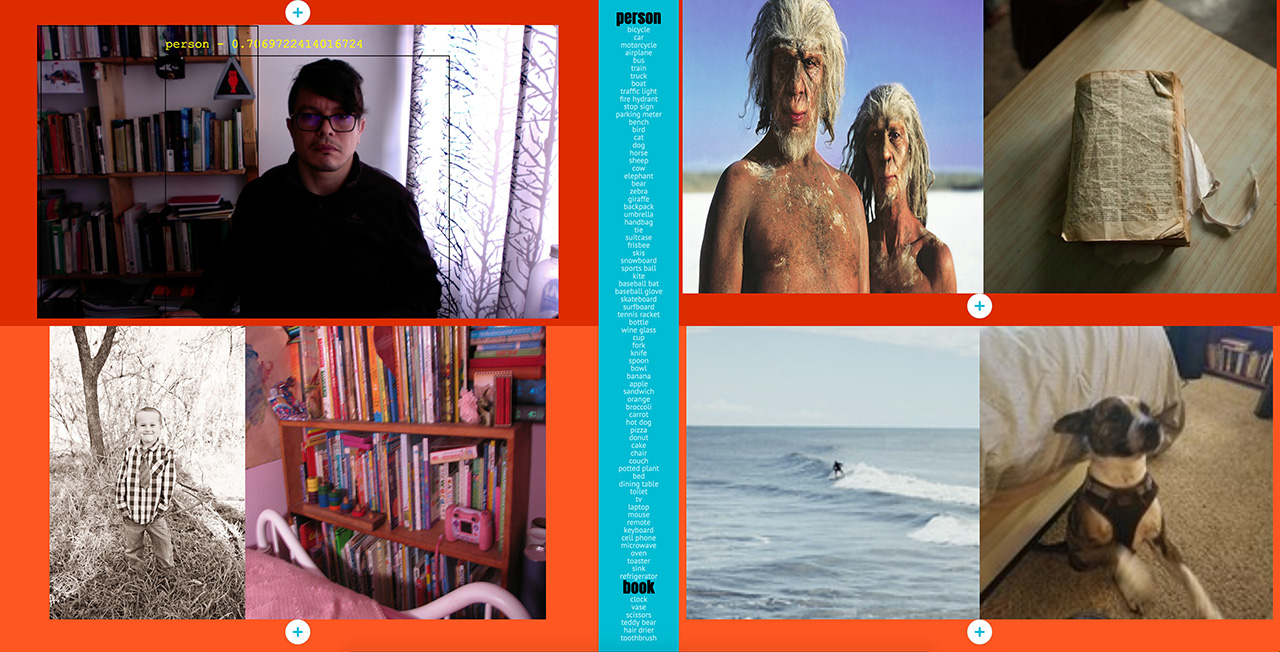 person - 0.7069722414016724
person
bicycle
car
motorcycle
airplane
bus
train
truck
boat
traffic light
fire hydrant
stop sign
parking meter
bench
bird
cat
dog
horse
sheep
cow
elephant
bear
zebra
giraffe
backpack
umbrella
handbag
tie
suitcase
frisbee
skis
snowboard
sports ball
kite
baseball bat
baseball glove
skateboard
surfboard
tennis racket
bottle
wine glass
cup
fork
knife
spoon
bowl
banana
apple
sandwich
orange
broccoli
carrot
hot dog
pizza
donut
cake
chair
couch
potted plant
bed
dining table
toilet
tv
laptop
mouse
remote
keyboard
cell phone
microwave
oven
toaster
sink
refrigerator
book
clock
vase
scissors
teddy bear
hair drier
toothbrush